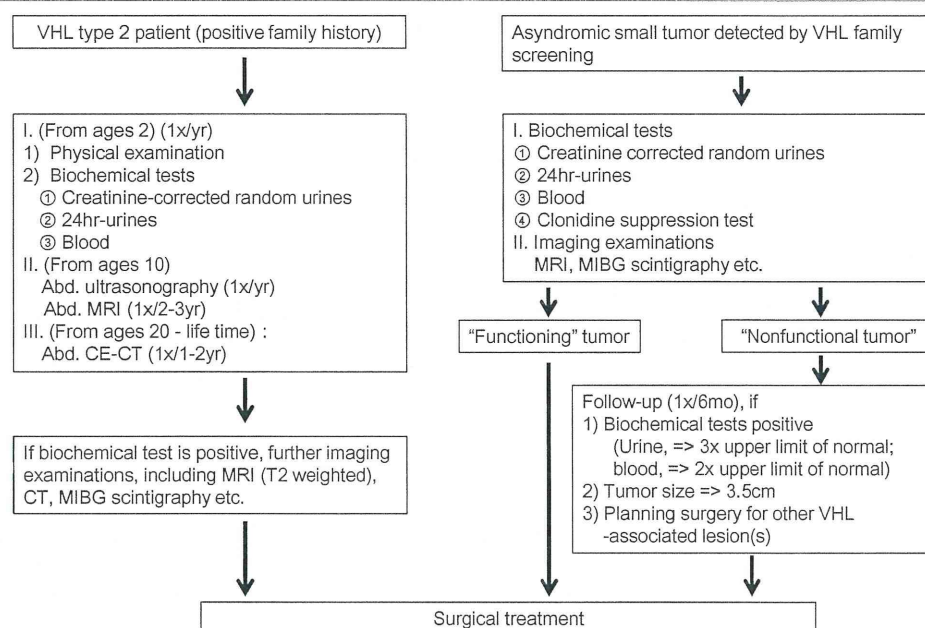 VHL type 2 patient (positive family history)
I. (From ages 2) (1x/yr)
1) Physical examination
2) Biochemical tests
① Creatinine-corrected random urines
② 24hr-urines
③ Blood
II. (From ages 10)
Abd. ultrasonography (1x/yr)
Abd. MRI (1x/2-3yr)
III. (From ages 20 - life time) :
Abd. CE-CT (1x/1-2yr)
If biochemical test is positive, further imaging
examinations, including MRI (T2 weighted),
CT, MIBG scintigraphy etc.
Asyndromic small tumor detected by VHL family
screening
I. Biochemical tests
① Creatinine corrected random urines
② 24hr-urines
③ Blood
④ Clonidine suppression test
II. Imaging examinations
MRI, MIBG scintigraphy etc.
“Functioning” tumor
“Nonfunctional tumor”
Follow-up (1x/6mo), if
1) Biochemical tests positive
(Urine, => 3x upper limit of normal;
blood, => 2x upper limit of normal)
2) Tumor size => 3.5cm
3) Planning surgery for other VHL
-associated lesion(s)
Surgical treatment